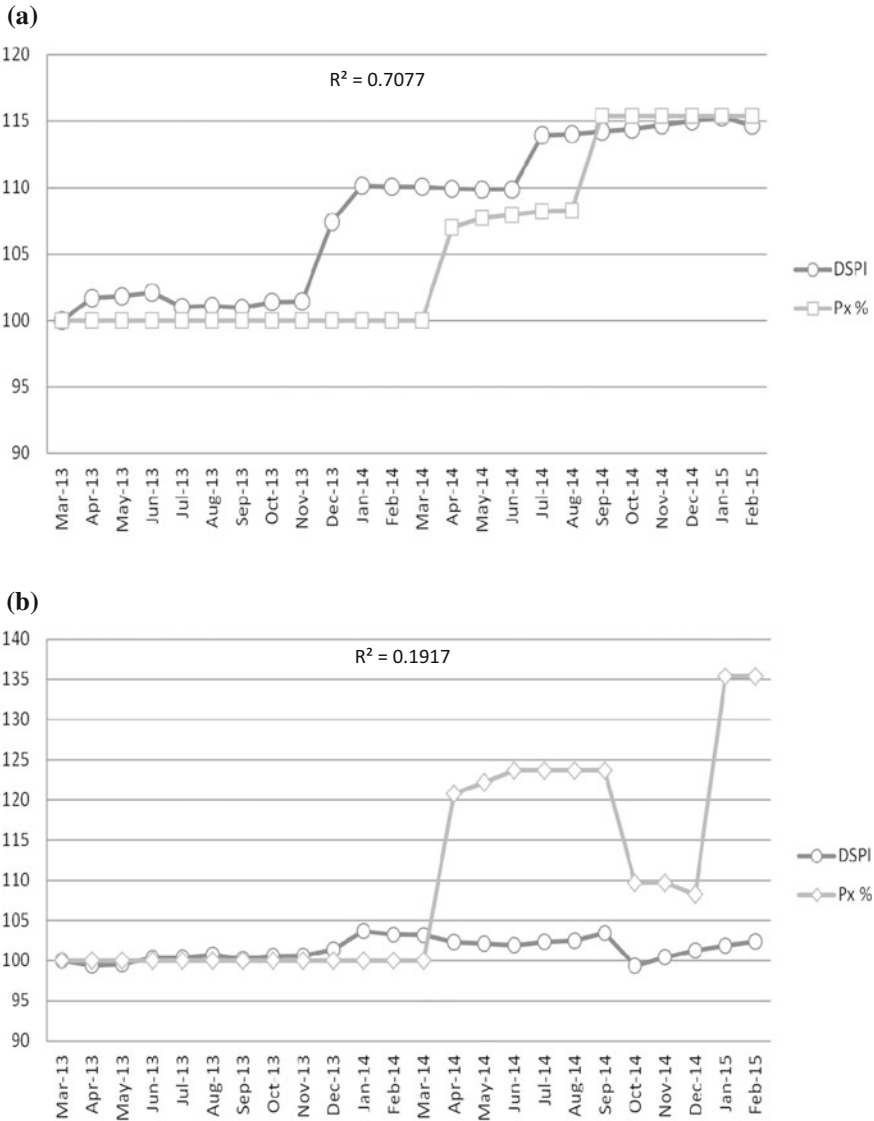 (a)
R² = 0.7077
120
115
110
105
100
95
90
DSPI
Px %
Mar-13
Apr-13
May-13
Jun-13
Jul-13
Aug-13
Sep-13
Oct-13
Nov-13
Dec-13
Jan-14
Feb-14
Mar-14
Apr-14
May-14
Jun-14
Jul-14
Aug-14
Sep-14
Oct-14
Nov-14
Dec-14
Jan-15
Feb-15
(b)
R² = 0.1917
140
135
130
125
120
115
110
105
100
95
90
DSPI
Px %
Mar-13
Apr-13
May-13
Jun-13
Jul-13
Aug-13
Sep-13
Oct-13
Nov-13
Dec-13
Jan-14
Feb-14
Mar-14
Apr-14
May-14
Jun-14
Jul-14
Aug-14
Sep-14
Oct-14
Nov-14
Dec-14
Jan-15
Feb-15